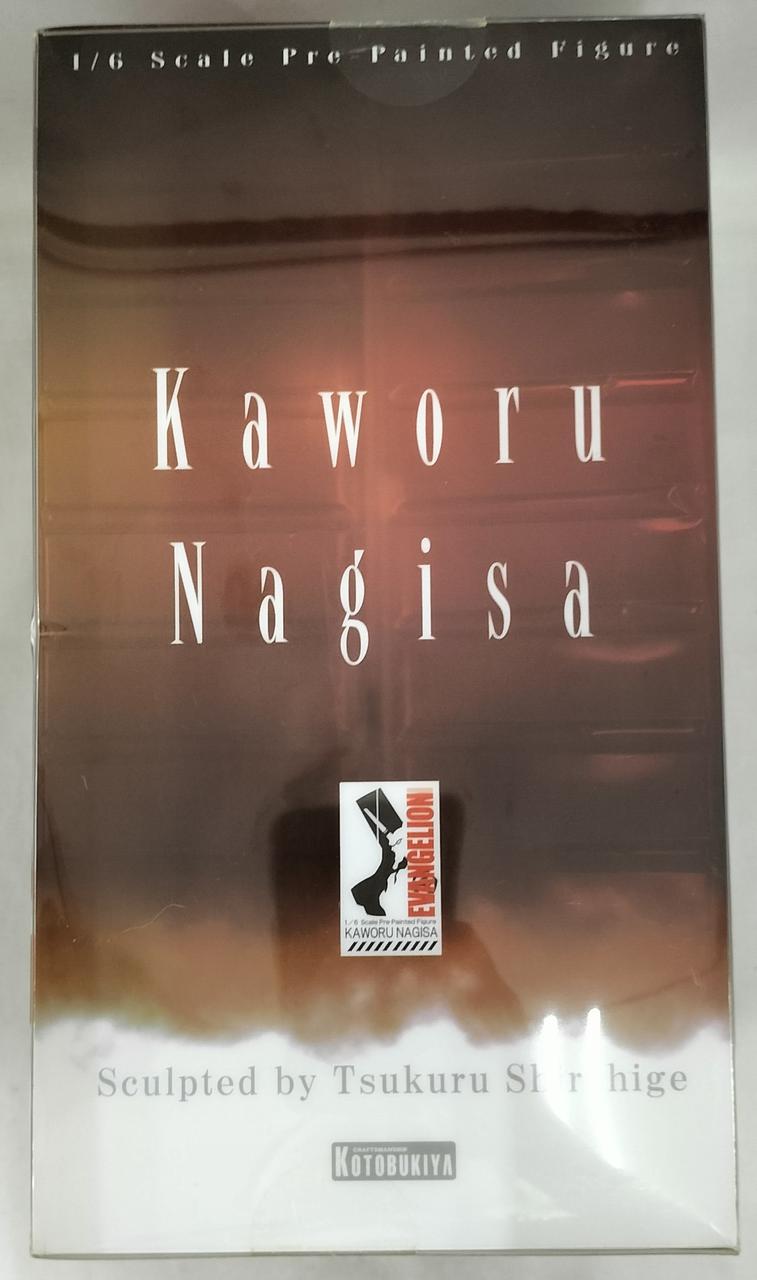 1/6 Scale Pre-Painted Figure
Kaworu
Nagisa
EVANGELION
1/6 Scale Pre-Painted Figure
KAWORU NAGISA
Sculpted by Tsukuru
CRAFTSMANSHIP
KOTOBUKIYA